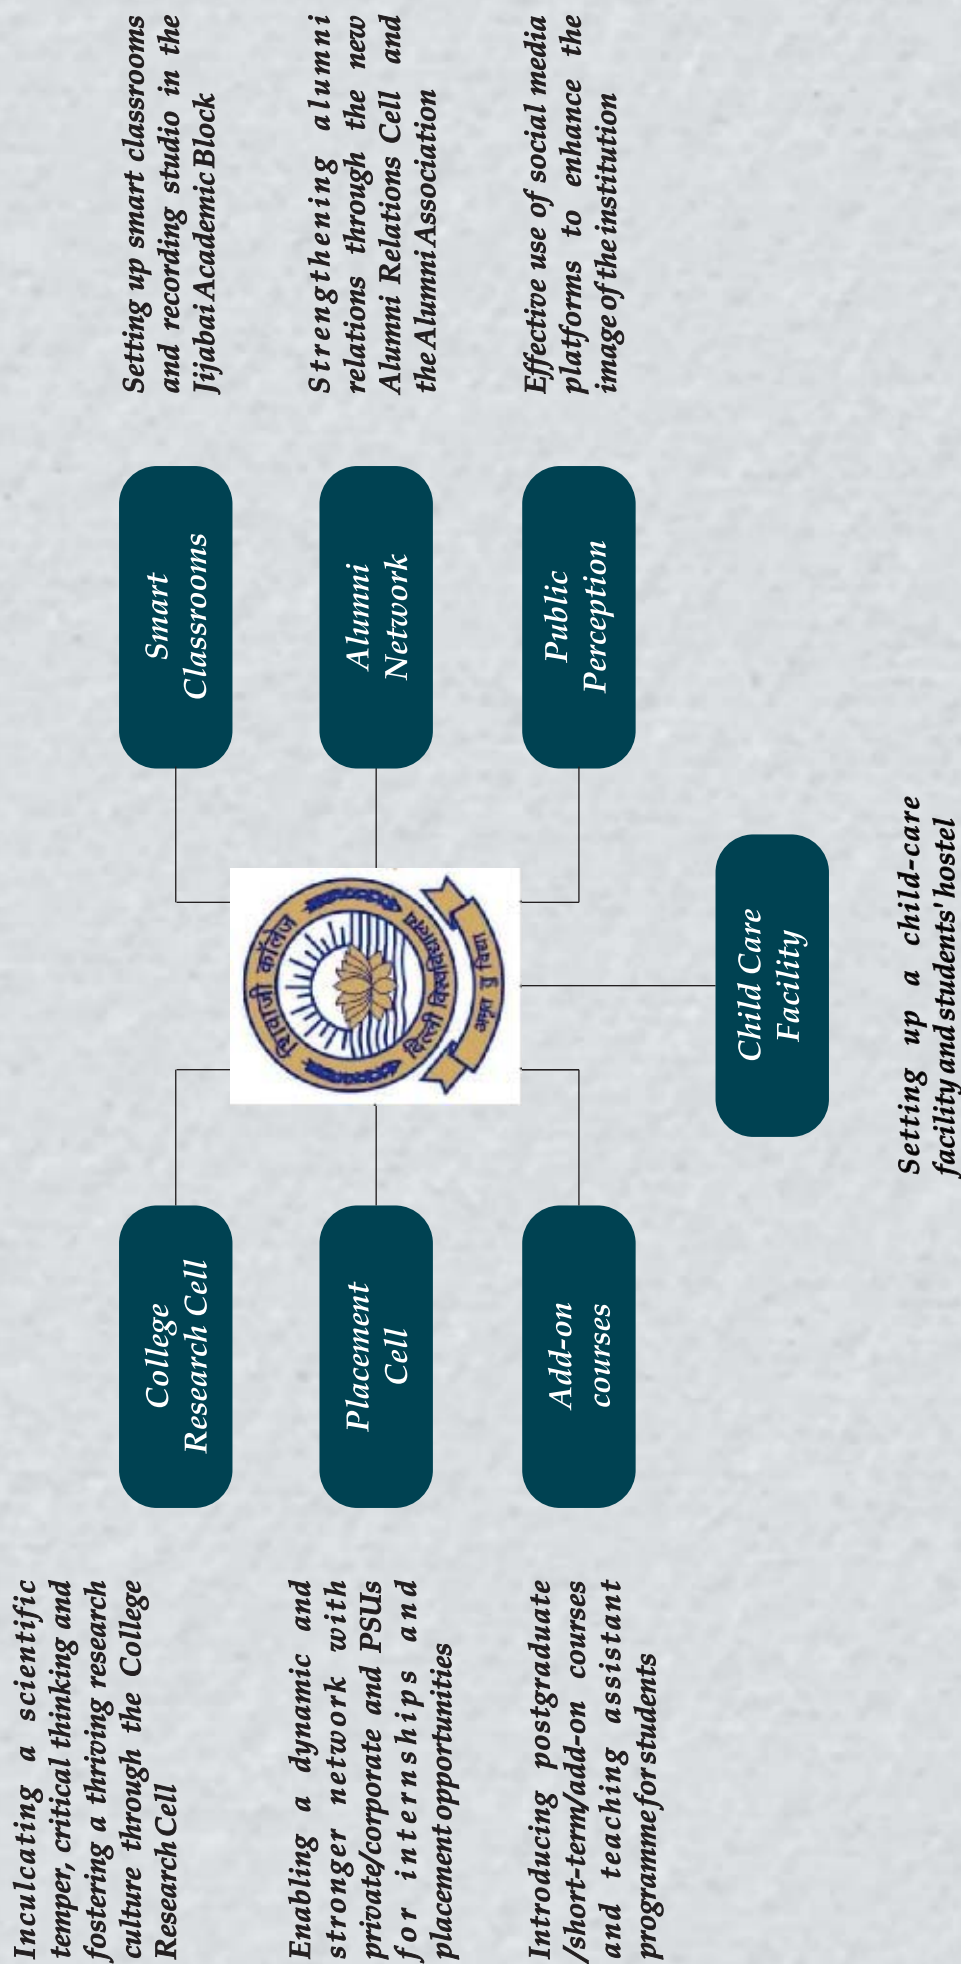 Inculcating a scientific
temper, critical thinking and
fostering a thriving research
culture through the College
Research Cell
College
Research Cell
Smart
Classrooms
Setting up smart classrooms
and recording studio in the
Jijabai Academic Block
Enabling a dynamic and
stronger network with
private/corporate and PSUs
for internships and
placement opportunities
Placement
Cell
शिवाजी कॉलेज
दिल्ली विश्वविद्यालय
अमृतं तु विद्या
Alumni
Network
Strengthening alumni
relations through the new
Alumni Relations Cell and
the Alumni Association
Introducing postgraduate
/short-term/add-on courses
and teaching assistant
programme for students
Add-on
courses
Public
Perception
Effective use of social media
platforms to enhance the
image of the institution
Child Care
Facility
Setting up a child-care
facility and students' hostel